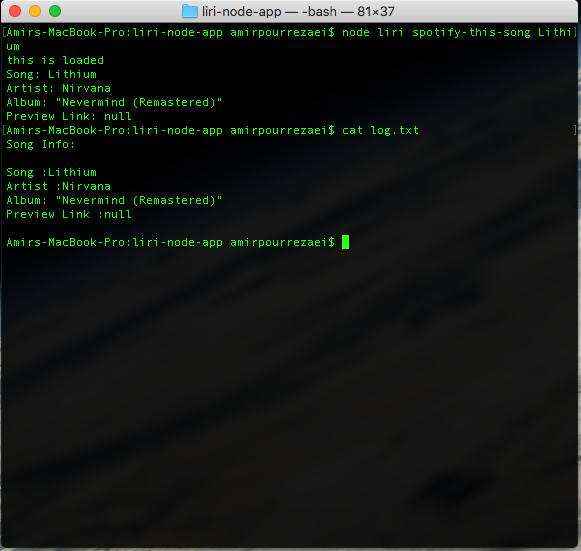 liri-node-app — -bash — 81×37
[Amirs-MacBook-Pro:liri-node-app amirpourrezaei$ node liri spotify-this-song Lithi]
um
this is loaded
Song: Lithium
Artist: Nirvana
Album: "Nevermind (Remastered)"
Preview Link: null
[Amirs-MacBook-Pro:liri-node-app amirpourrezaei$ cat log.txt ]
Song Info:
Song :Lithium
Artist :Nirvana
Album: "Nevermind (Remastered)"
Preview Link :null
Amirs-MacBook-Pro:liri-node-app amirpourrezaei$